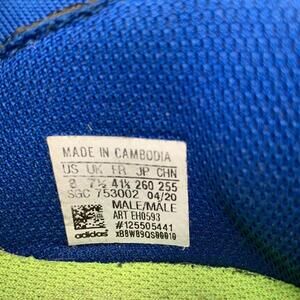 MADE IN CAMBODIA
US UK FR JP CHN
8 7½ 41⅓ 260 255
SGC 753002 04/20
MALE/MALE
ART EH0593
#125505441
adidas